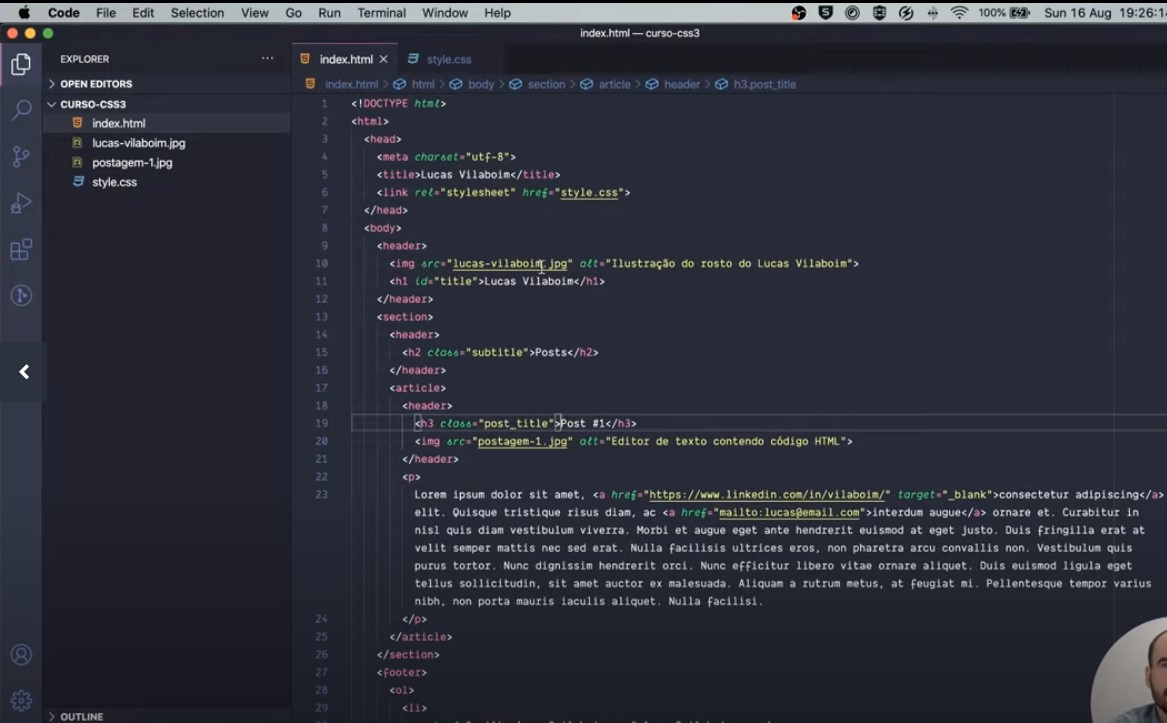 Code File Edit Selection View Go Run Terminal Window Help 100% Sun 16 Aug 19:26:1
index.html — curso-css3
EXPLORER ...
index.html × style.css
index.html > html > body > section > article > header > h3.post_title
> OPEN EDITORS
CURSO-CSS3
index.html
lucas-vilaboim.jpg
postagem-1.jpg
style.css
1 <!DOCTYPE html>
2 <html>
3 <head>
4 <meta charset="utf-8">
5 <title>Lucas Vilaboim</title>
6 <link rel="stylesheet" href="style.css">
7 </head>
8 <body>
9 <header>
10 <img src="lucas-vilaboim.jpg" alt="Ilustração do rosto do Lucas Vilaboim">
11 <h1 id="title">Lucas Vilaboim</h1>
12 </header>
13 <section>
14 <header>
15 <h2 class="subtitle">Posts</h2>
16 </header>
17 <article>
18 <header>
19 <h3 class="post_title">Post #1</h3>
20 <img src="postagem-1.jpg" alt="Editor de texto contendo código HTML">
21 </header>
22 <p>
23 Lorem ipsum dolor sit amet, <a href="https://www.linkedin.com/in/vilaboim/" target="_blank">consectetur adipiscing</a>
elit. Quisque tristique risus diam, ac <a href="mailto:lucas@email.com">interdum augue</a> ornare et. Curabitur in
nisl quis diam vestibulum viverra. Morbi et augue eget ante hendrerit euismod at eget justo. Duis fringilla erat at
velit semper mattis nec sed erat. Nulla facilisis ultrices eros, non pharetra arcu convallis non. Vestibulum quis
purus tortor. Nunc dignissim hendrerit orci. Nunc efficitur libero vitae ornare aliquet. Duis euismod ligula eget
tellus sollicitudin, sit amet auctor ex malesuada. Aliquam a rutrum metus, at feugiat mi. Pellentesque tempor varius
nibh, non porta mauris iaculis aliquet. Nulla facilisi.
24 </p>
25 </article>
26 </section>
27 <footer>
28 <ol>
29 <li>
> OUTLINE